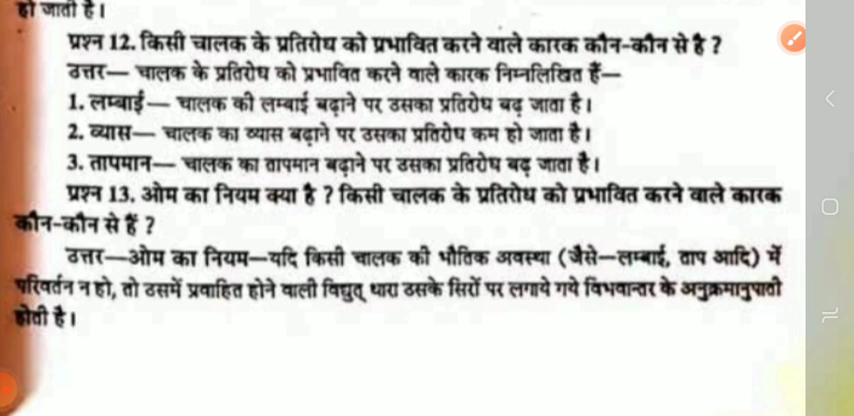 हो जाती है।
प्रश्न 12. किसी चालक के प्रतिरोध को प्रभावित करने वाले कारक कौन-कौन से है ?
उत्तर— चालक के प्रतिरोध को प्रभावित करने वाले कारक निम्नलिखित हैं—
1. लम्बाई— चालक की लम्बाई बढ़ाने पर उसका प्रतिरोध बढ़ जाता है।
2. व्यास— चालक का व्यास बढ़ाने पर उसका प्रतिरोध कम हो जाता है।
3. तापमान— चालक का तापमान बढ़ाने पर उसका प्रतिरोध बढ़ जाता है।
प्रश्न 13. ओम का नियम क्या है ? किसी चालक के प्रतिरोध को प्रभावित करने वाले कारक
कौन-कौन से हैं ?
उत्तर—ओम का नियम—यदि किसी चालक की भौतिक अवस्था (जैसे—लम्बाई, ताप आदि) में
परिवर्तन न हो, तो उसमें प्रवाहित होने वाली विद्युत् धारा उसके सिरों पर लगाये गये विभवान्तर के अनुक्रमानुपाती
होती है।